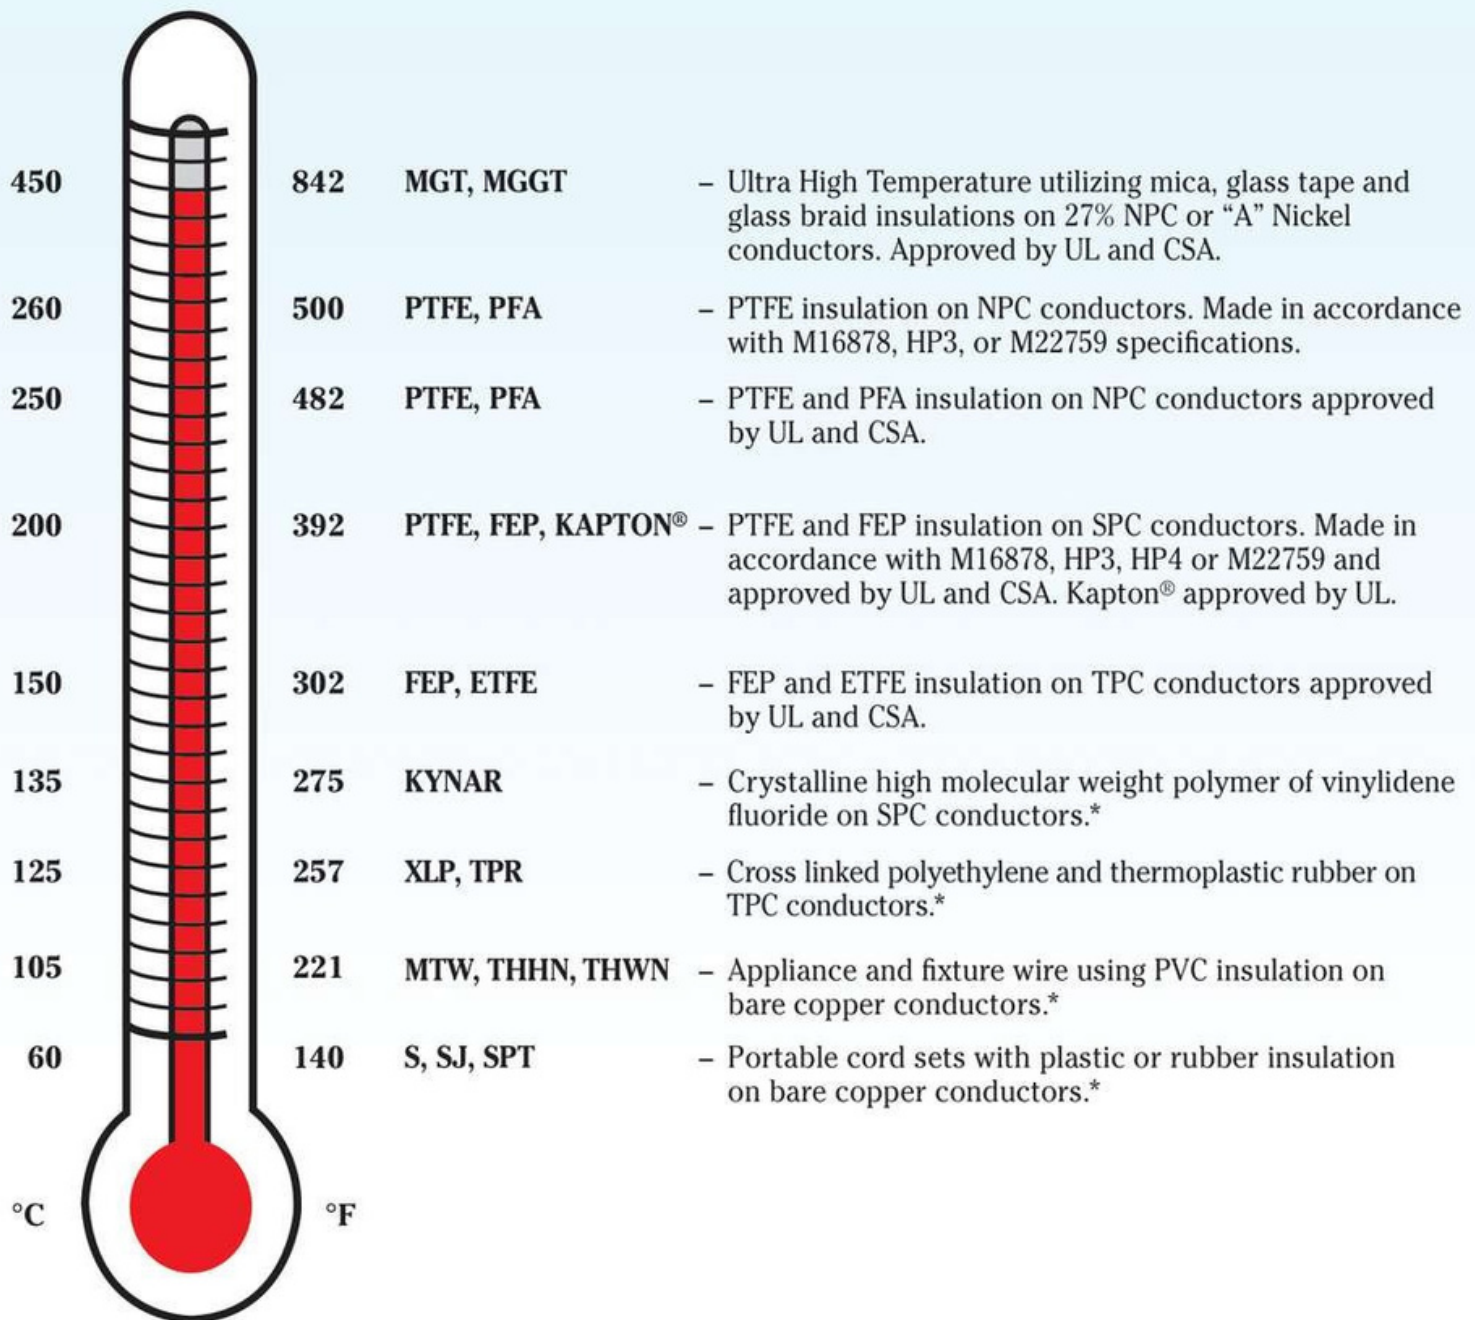 450 842 MGT, MGGT – Ultra High Temperature utilizing mica, glass tape and
glass braid insulations on 27% NPC or “A” Nickel
conductors. Approved by UL and CSA.
260 500 PTFE, PFA – PTFE insulation on NPC conductors. Made in accordance
with M16878, HP3, or M22759 specifications.
250 482 PTFE, PFA – PTFE and PFA insulation on NPC conductors approved
by UL and CSA.
200 392 PTFE, FEP, KAPTON® – PTFE and FEP insulation on SPC conductors. Made in
accordance with M16878, HP3, HP4 or M22759 and
approved by UL and CSA. Kapton® approved by UL.
150 302 FEP, ETFE – FEP and ETFE insulation on TPC conductors approved
by UL and CSA.
135 275 KYNAR – Crystalline high molecular weight polymer of vinylidene
fluoride on SPC conductors.*
125 257 XLP, TPR – Cross linked polyethylene and thermoplastic rubber on
TPC conductors.*
105 221 MTW, THHN, THWN – Appliance and fixture wire using PVC insulation on
bare copper conductors.*
60 140 S, SJ, SPT – Portable cord sets with plastic or rubber insulation
on bare copper conductors.*
°C °F